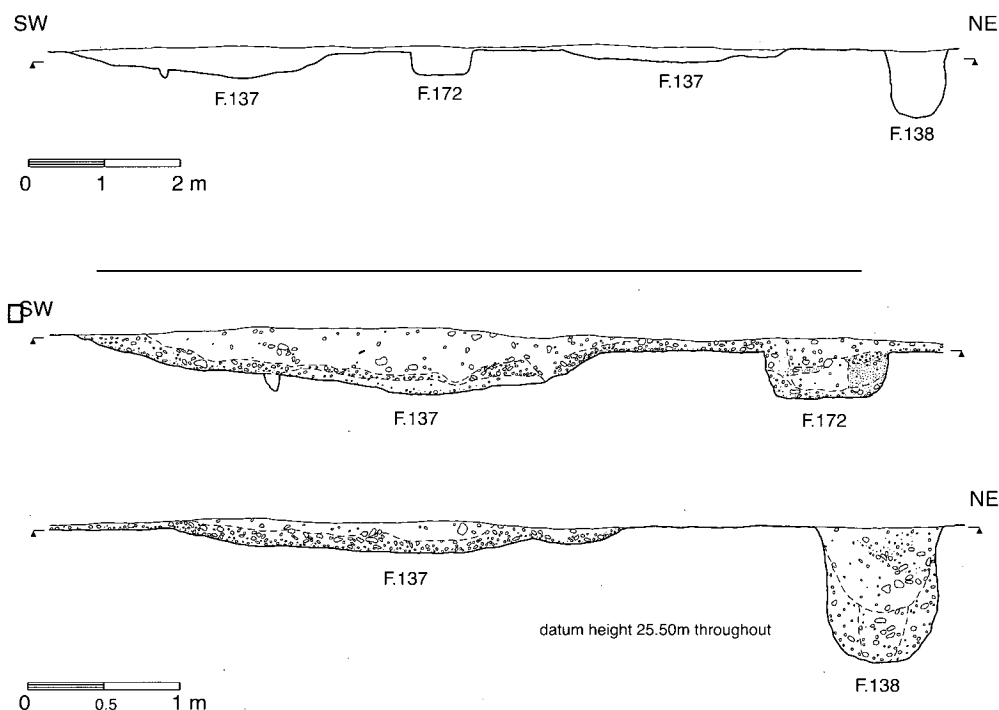 SW NE
F.137 F.172 F.137
F.138
0 1 2 m
SW
F.137 F.172
NE
F.137
datum height 25.50m throughout
F.138
0 0.5 1 m